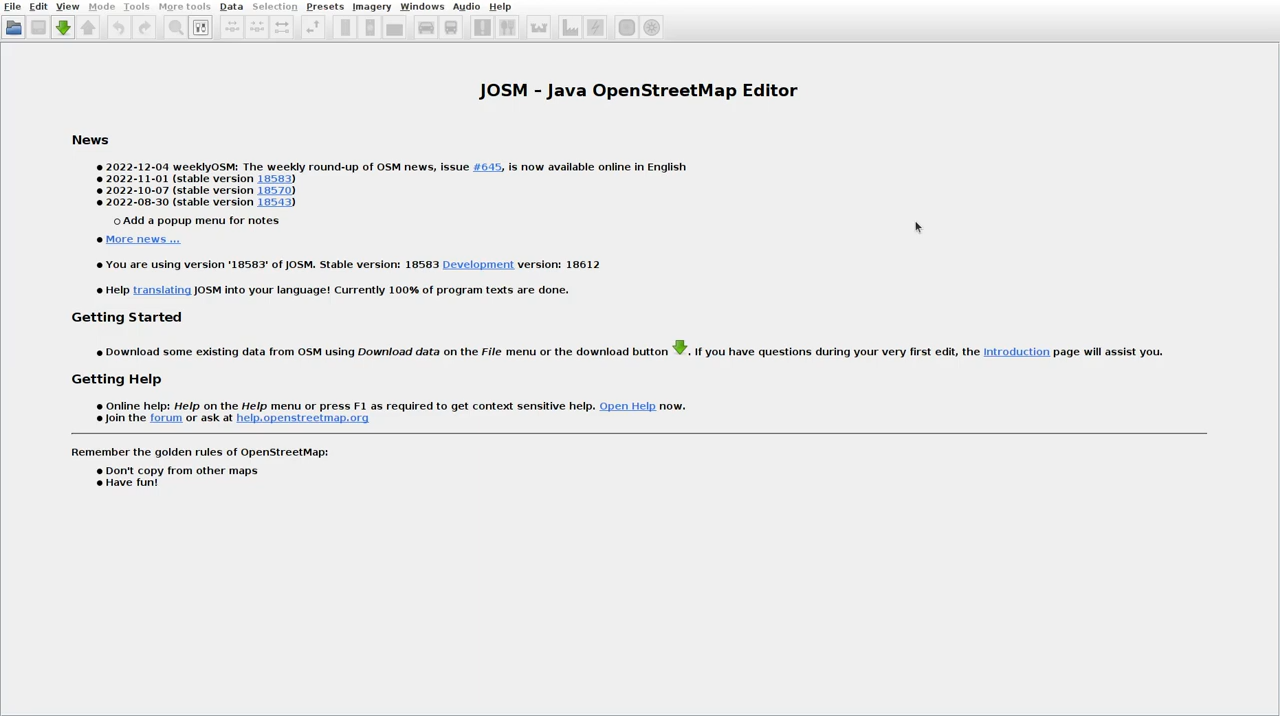 File Edit View Mode Tools More tools Data Selection Presets Imagery Windows Audio Help
JOSM – Java OpenStreetMap Editor
News
2022-12-04 weeklyOSM: The weekly round-up of OSM news, issue #645, is now available online in English
2022-11-01 (stable version 18583)
2022-10-07 (stable version 18570)
2022-08-30 (stable version 18543)
Add a popup menu for notes
More news ...
You are using version '18583' of JOSM. Stable version: 18583 Development version: 18612
Help translating JOSM into your language! Currently 100% of program texts are done.
Getting Started
Download some existing data from OSM using Download data on the File menu or the download button . If you have questions during your very first edit, the Introduction page will assist you.
Getting Help
Online help: Help on the Help menu or press F1 as required to get context sensitive help. Open Help now.
Join the forum or ask at help.openstreetmap.org
Remember the golden rules of OpenStreetMap:
Don't copy from other maps
Have fun!